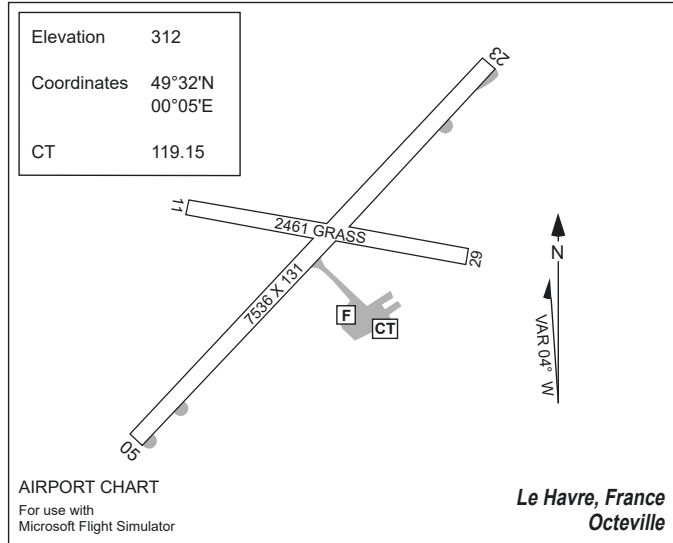 Elevation 312
Coordinates 49°32'N
00°05'E
CT 119.15
23
11
2461 GRASS
29
7536 X 131
F
CT
N
VAR 04° W
05
AIRPORT CHART
For use with
Microsoft Flight Simulator
Le Havre, France
Octeville